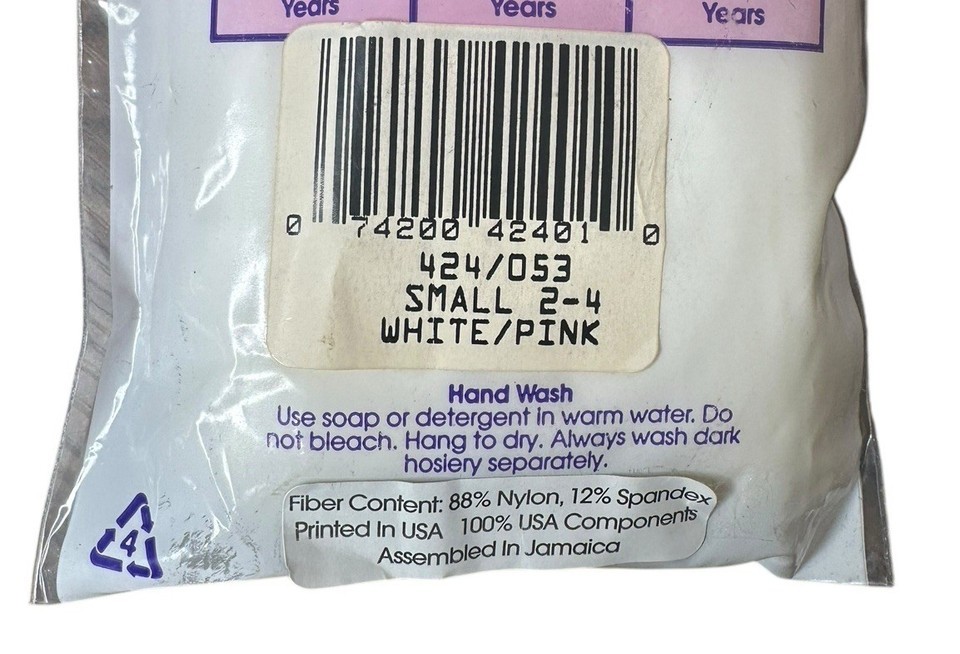 Years Years Years
0 74200 42401 0
424/053
SMALL 2-4
WHITE/PINK
Hand Wash
Use soap or detergent in warm water. Do
not bleach. Hang to dry. Always wash dark
hosiery separately.
Fiber Content: 88% Nylon, 12% Spandex
Printed In USA 100% USA Components
Assembled In Jamaica
4